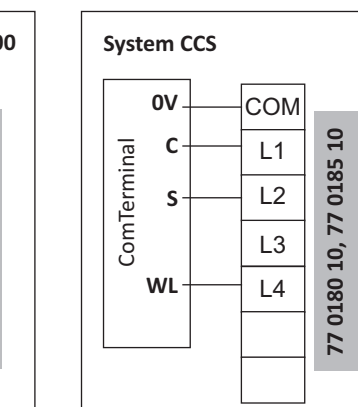 00
System CCS
ComTerminal
0V
C
S
WL
COM
L1
L2
L3
L4
77 0180 10, 77 0185 10